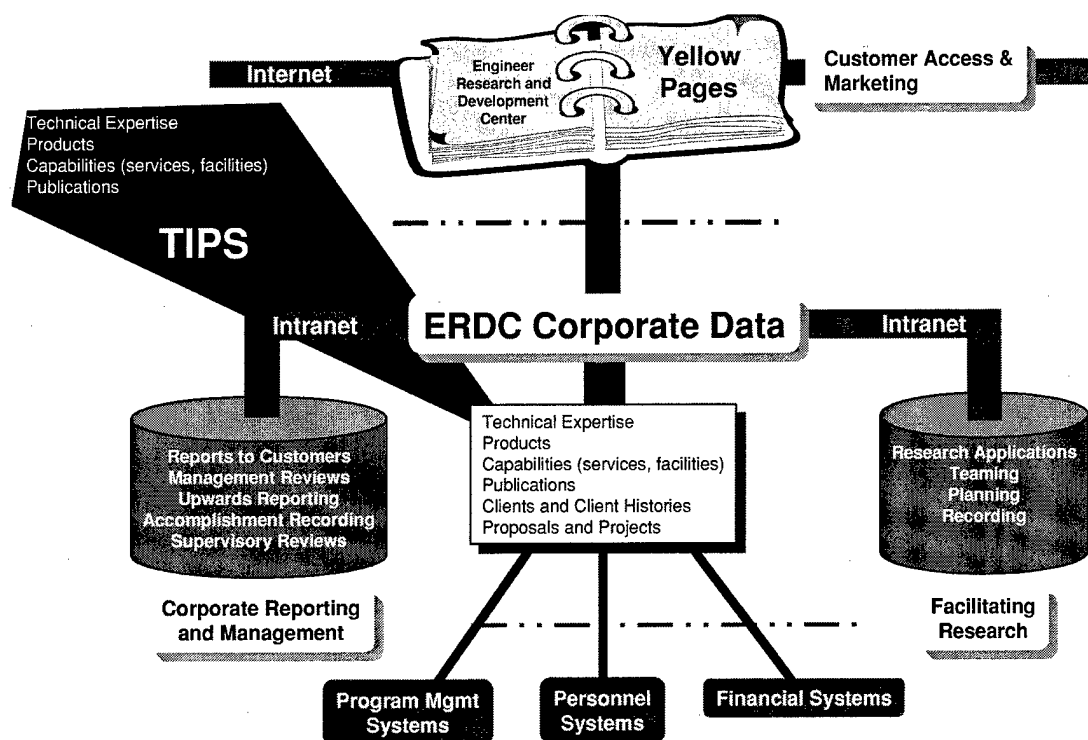 Internet
Engineer
Research and
Development
Center
Yellow
Pages
Customer Access &
Marketing
Technical Expertise
Products
Capabilities (services, facilities)
Publications
TIPS
Intranet
ERDC Corporate Data
Intranet
Reports to Customers
Management Reviews
Upwards Reporting
Accomplishment Recording
Supervisory Reviews
Technical Expertise
Products
Capabilities (services, facilities)
Publications
Clients and Client Histories
Proposals and Projects
Research Applications
Teaming
Planning
Recording
Corporate Reporting
and Management
Facilitating
Research
Program Mgmt
Systems
Personnel
Systems
Financial Systems